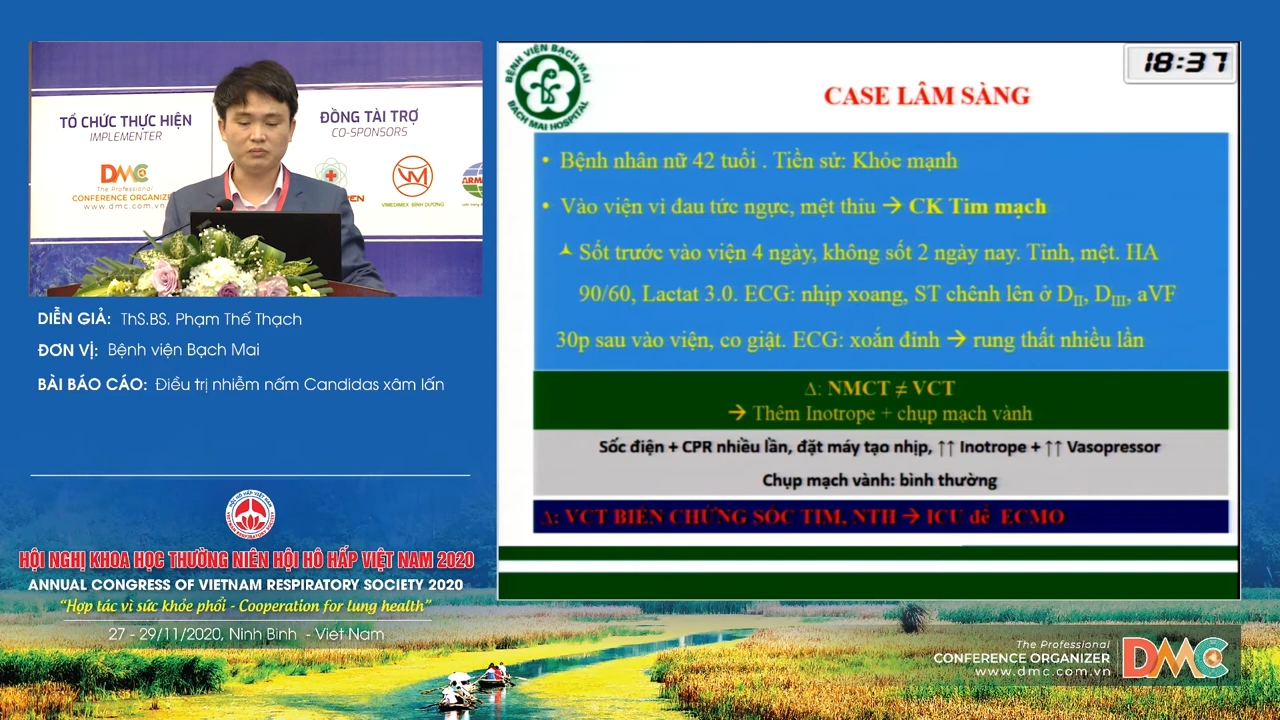 TỔ CHỨC THỰC HIỆN
IMPLEMENTER
DMC
The Professional
CONFERENCE ORGANIZER
www.dmc.com.vn
ĐỒNG TÀI TRỢ
CO-SPONSORS
VIMEDIMEX BÌNH DƯƠNG
DIỄN GIẢ: ThS.BS. Phạm Thế Thạch
ĐƠN VỊ: Bệnh viện Bạch Mai
BÀI BÁO CÁO: Điều trị nhiễm nấm Candidas xâm lấn
HỘI HÔ HẤP VIỆT NAM
VIETNAM RESPIRATORY SOCIETY
HỘI NGHỊ KHOA HỌC THƯỜNG NIÊN HỘI HÔ HẤP VIỆT NAM 2020
ANNUAL CONGRESS OF VIETNAM RESPIRATORY SOCIETY 2020
“Hợp tác vì sức khỏe phổi - Cooperation for lung health”
27 - 29/11/2020, Ninh Bình - Việt Nam
BỆNH VIỆN BẠCH MAI
BACH MAI HOSPITAL
18:37
CASE LÂM SÀNG
• Bệnh nhân nữ 42 tuổi . Tiền sử: Khỏe mạnh
• Vào viện vì đau tức ngực, mệt thỉu → CK Tim mạch
Sốt trước vào viện 4 ngày, không sốt 2 ngày nay. Tỉnh, mệt. HA
90/60, Lactat 3.0. ECG: nhịp xoang, ST chênh lên ở DII, DIII, aVF
30p sau vào viện, co giật. ECG: xoắn đỉnh → rung thất nhiều lần
Δ: NMCT ≠ VCT
→ Thêm Inotrope + chụp mạch vành
Sốc điện + CPR nhiều lần, đặt máy tạo nhịp, ↑↑ Inotrope + ↑↑ Vasopressor
Chụp mạch vành: bình thường
Δ: VCT BIẾN CHỨNG SỐC TIM, NTH → ICU để ECMO
The Professional
CONFERENCE ORGANIZER
www.dmc.com.vn
DMC